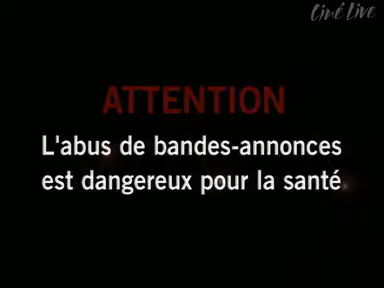 Ciné Live
ATTENTION
L'abus de bandes-annonces
est dangereux pour la santé